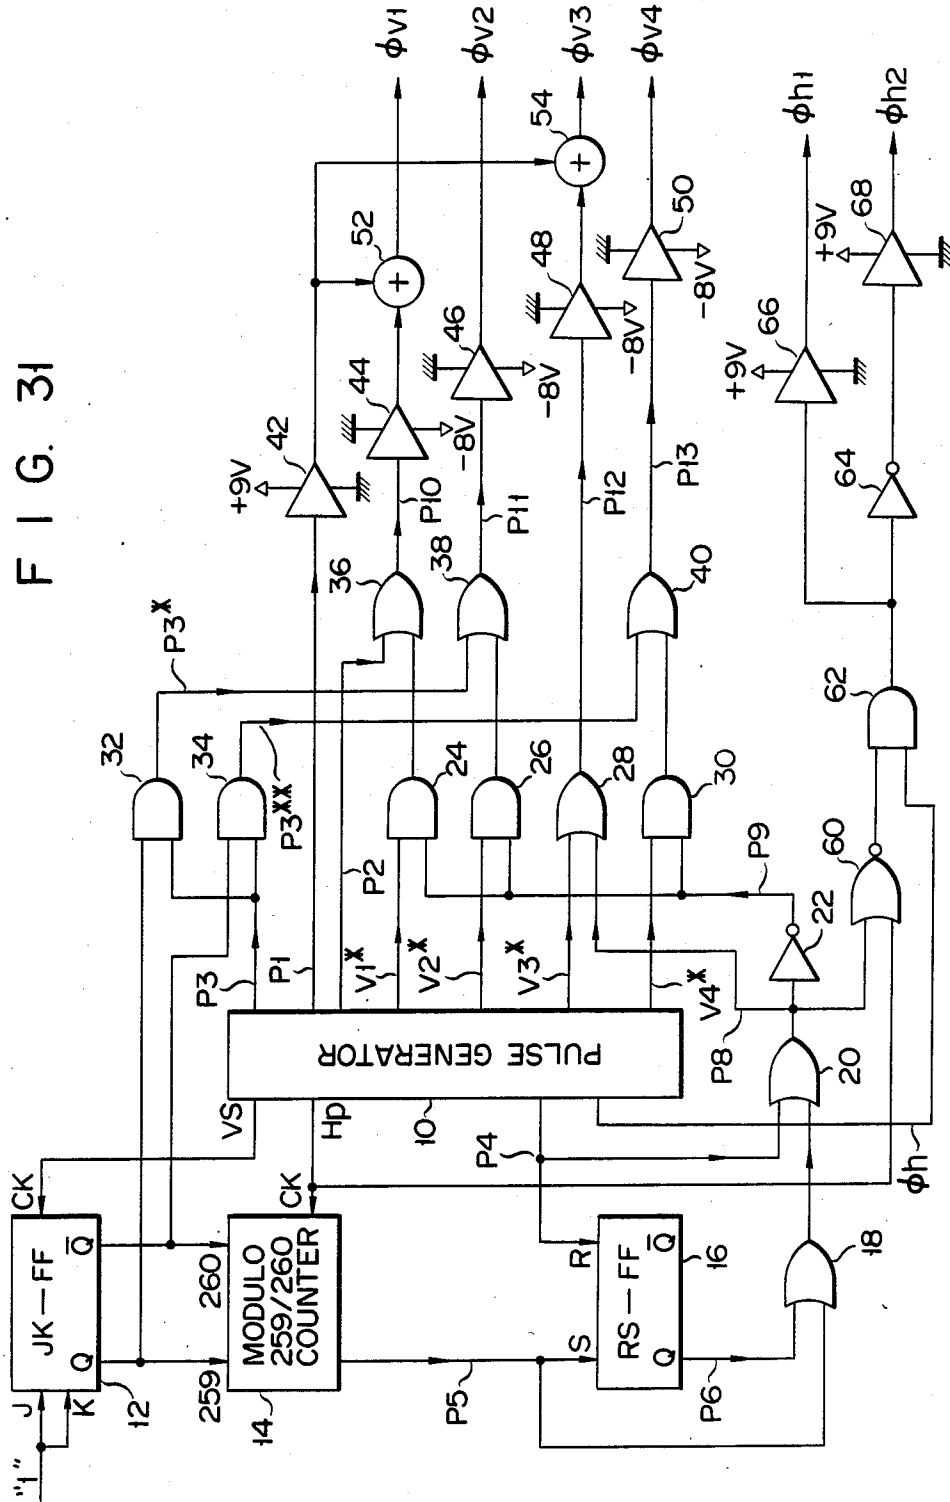 FIG. 31
"1"
J
K
CK
JK-FF
Q
Q̅
12
VS
P3
P1
32
34
P3*
P3**
259
260
CK
MODULO
259/260
COUNTER
14
Hp
10
PULSE GENERATOR
P2
V1*
V2*
V3*
V4*
24
26
28
30
36
38
40
P10
P11
P12
P13
+9V
42
44
-8V
46
-8V
48
-8V
50
-8V
52
+
54
+
ϕV1
ϕV2
ϕV3
ϕV4
P5
P4
S
R
RS-FF
Q
Q̅
16
P6
18
20
P8
22
P9
60
62
ϕh
64
+9V
66
+9V
68
ϕh1
ϕh2